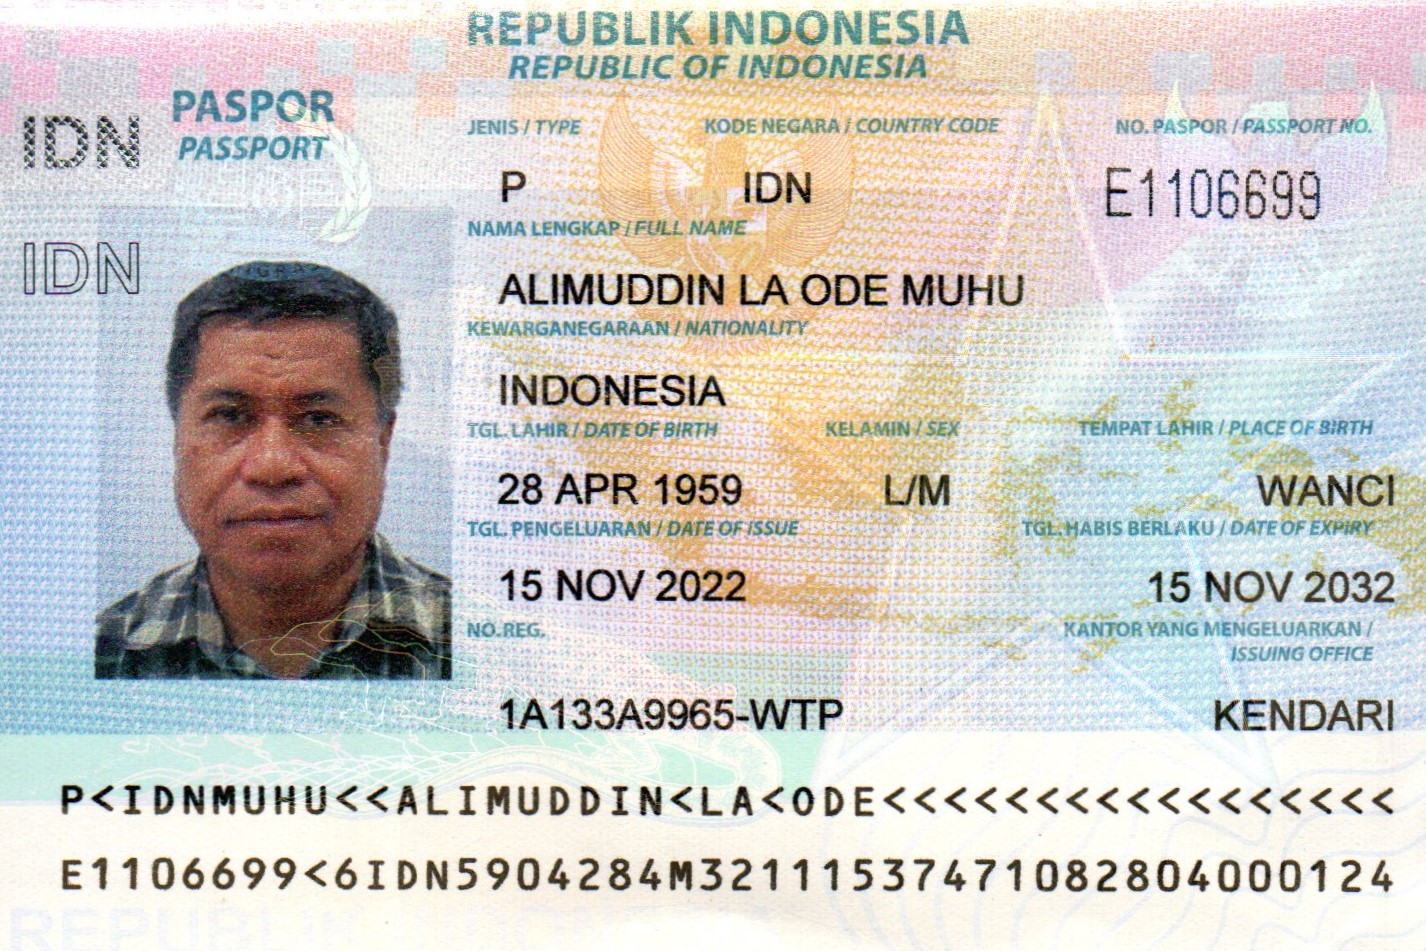 REPUBLIK INDONESIA
REPUBLIC OF INDONESIA
IDN
PASPOR
PASSPORT
JENIS / TYPE KODE NEGARA / COUNTRY CODE NO. PASPOR / PASSPORT NO.
P IDN E1106699
NAMA LENGKAP / FULL NAME
IDN
ALIMUDDIN LA ODE MUHU
KEWARGANEGARAAN / NATIONALITY
INDONESIA
TGL. LAHIR / DATE OF BIRTH KELAMIN / SEX TEMPAT LAHIR / PLACE OF BIRTH
28 APR 1959 L/M WANCI
TGL. PENGELUARAN / DATE OF ISSUE TGL. HABIS BERLAKU / DATE OF EXPIRY
15 NOV 2022 15 NOV 2032
NO. REG. KANTOR YANG MENGELUARKAN /
ISSUING OFFICE
1A133A9965-WTP KENDARI
P<IDNMUHU<<ALIMUDDIN<LA<ODE<<<<<<<<<<<<<<<<<
E1106699<6IDN5904284M32111537471082804000124